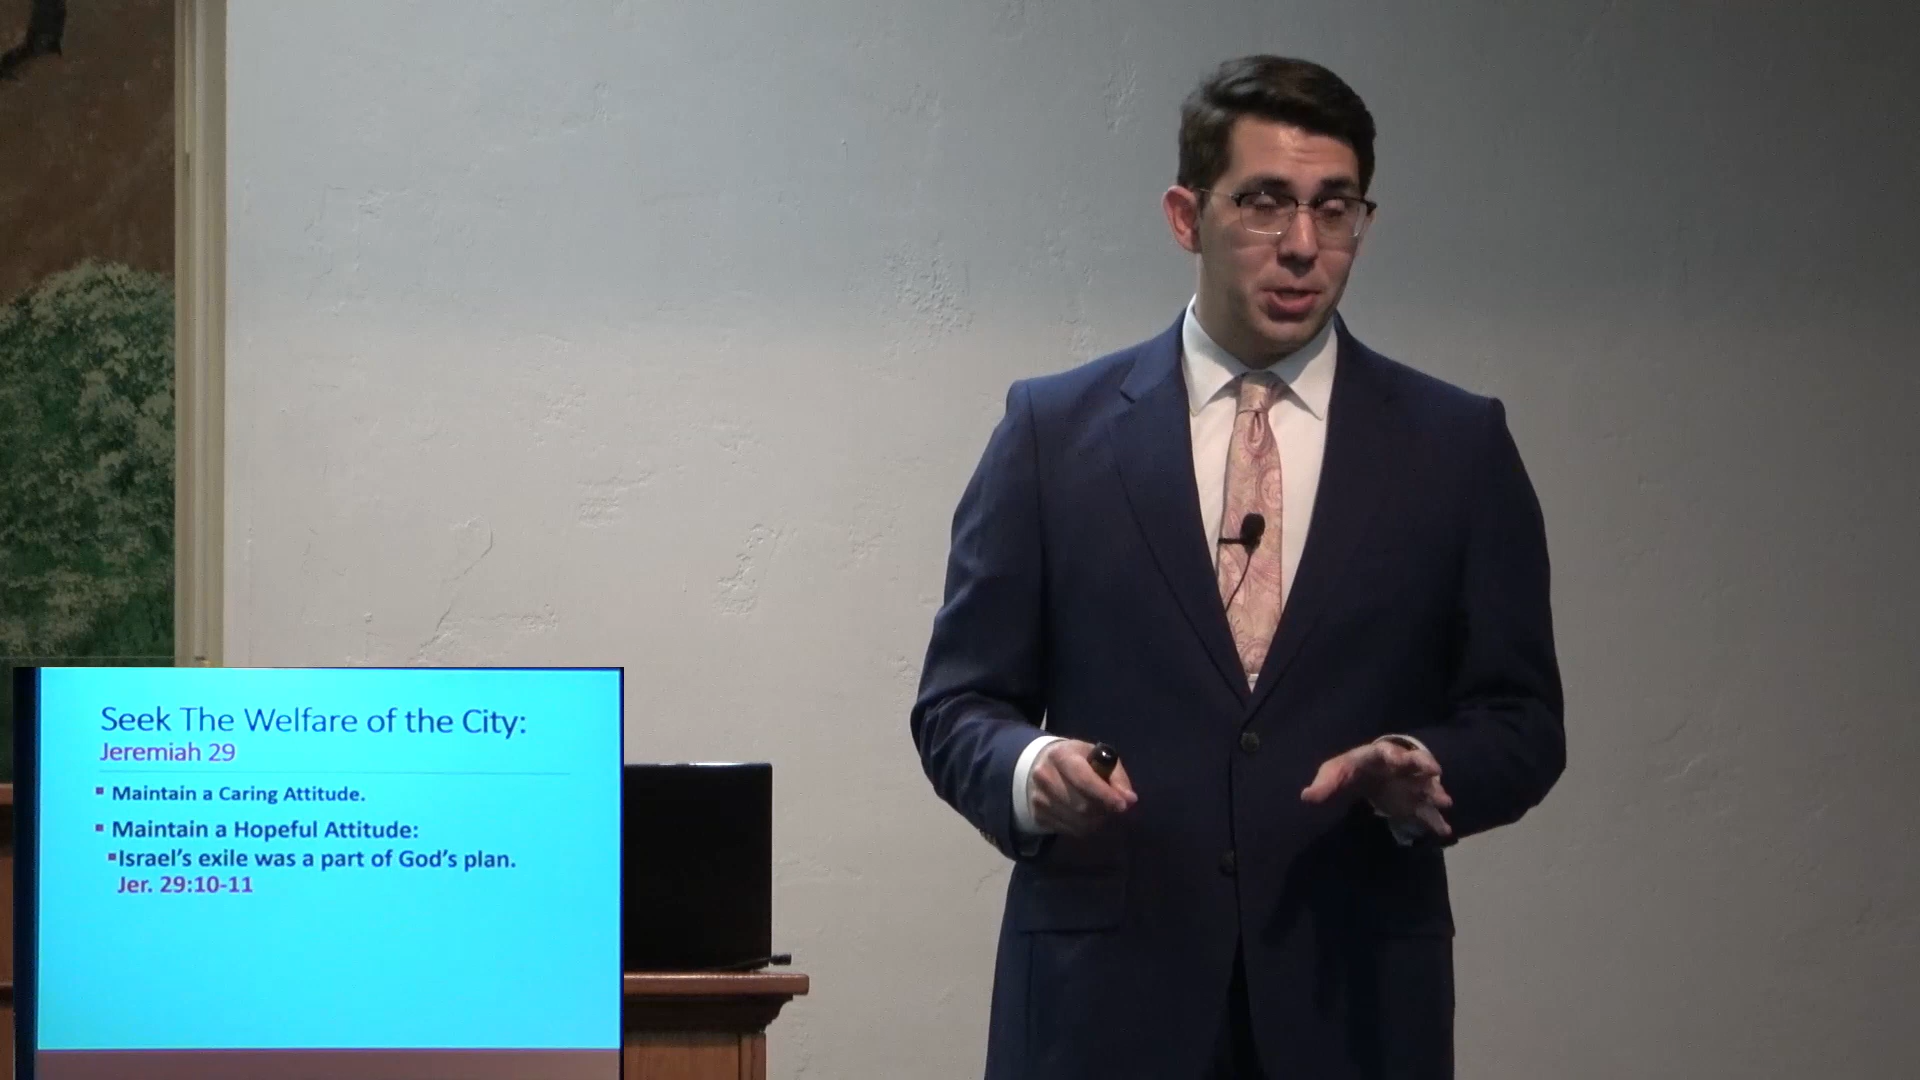 Seek The Welfare of the City:
Jeremiah 29
▪ Maintain a Caring Attitude.
▪ Maintain a Hopeful Attitude:
▪Israel's exile was a part of God's plan.
Jer. 29:10-11